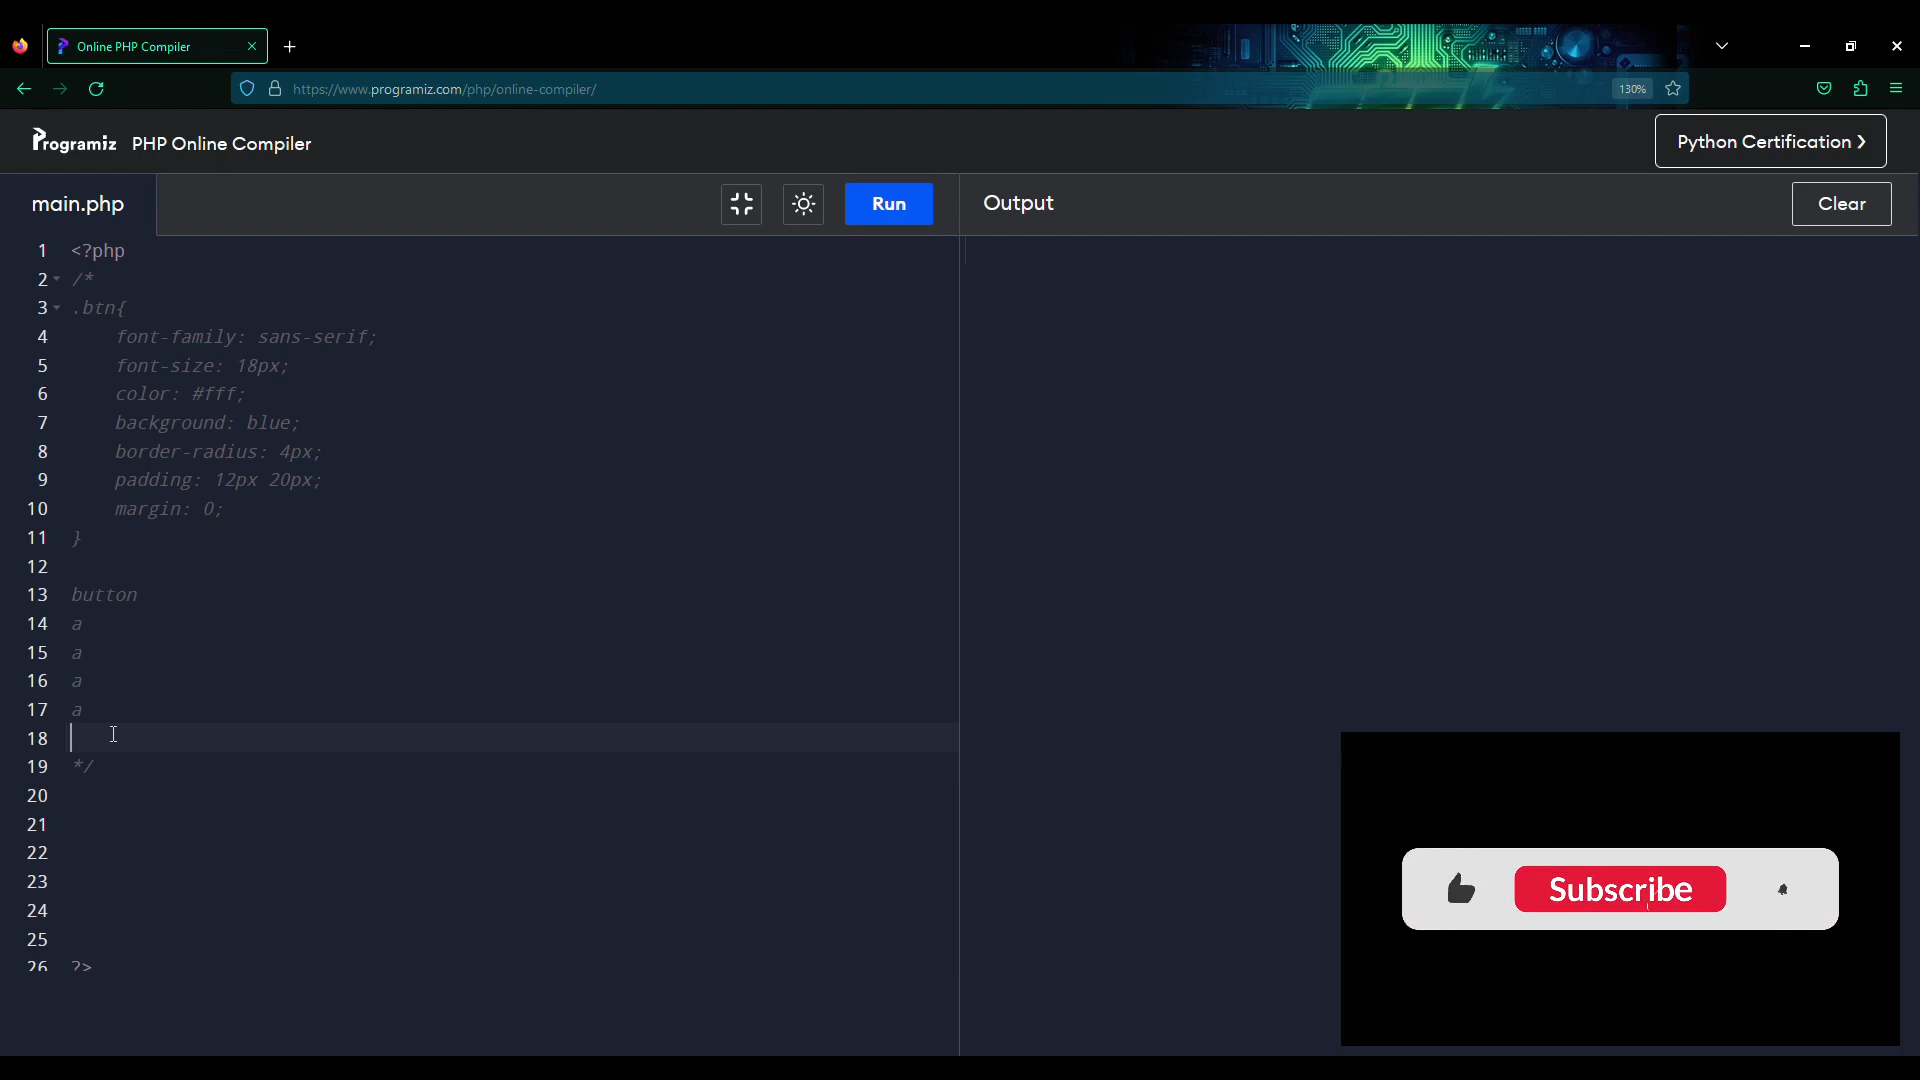 Online PHP Compiler
https://www.programiz.com/php/online-compiler/
130%
Programiz PHP Online Compiler
Python Certification ❯
main.php
Run
Output
Clear
1 <?php
2 /*
3 .btn{
4 font-family: sans-serif;
5 font-size: 18px;
6 color: #fff;
7 background: blue;
8 border-radius: 4px;
9 padding: 12px 20px;
10 margin: 0;
11 }
12
13 button
14 a
15 a
16 a
17 a
18
19 */
20
21
22
23
24
25
26 ?>
Subscribe